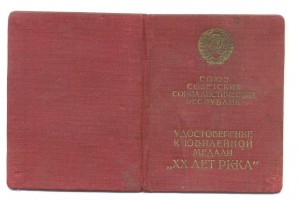 СОЮЗ
СОВЕТСКИХ
СОЦИАЛИСТИЧЕСКИХ
РЕСПУБЛИК
УДОСТОВЕРЕНИЕ
К ЮБИЛЕЙНОЙ
МЕДАЛИ
„XX ЛЕТ РККА"